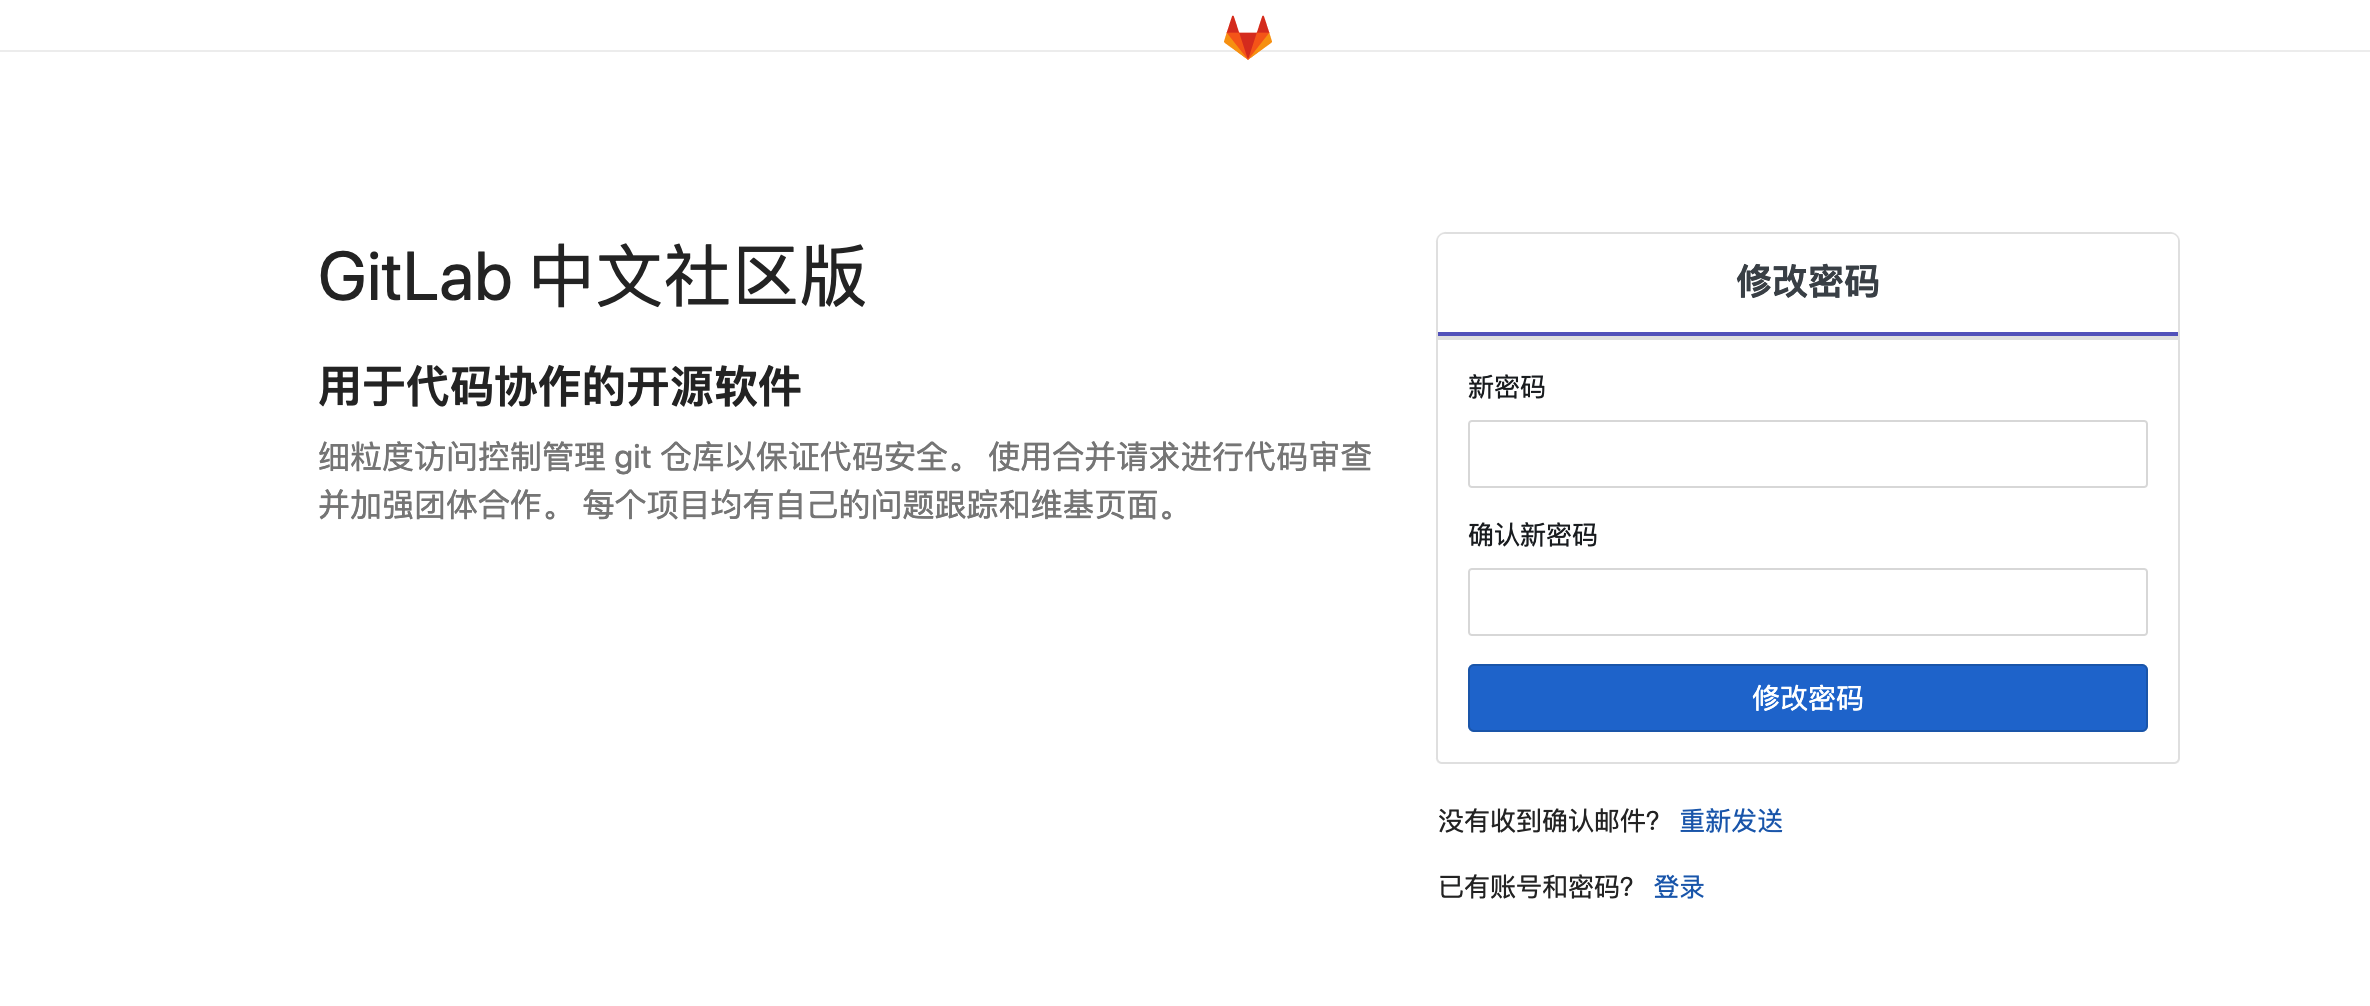 GitLab 中文社区版
用于代码协作的开源软件
细粒度访问控制管理 git 仓库以保证代码安全。 使用合并请求进行代码审查
并加强团体合作。 每个项目均有自己的问题跟踪和维基页面。
修改密码
新密码
确认新密码
修改密码
没有收到确认邮件? 重新发送
已有账号和密码? 登录